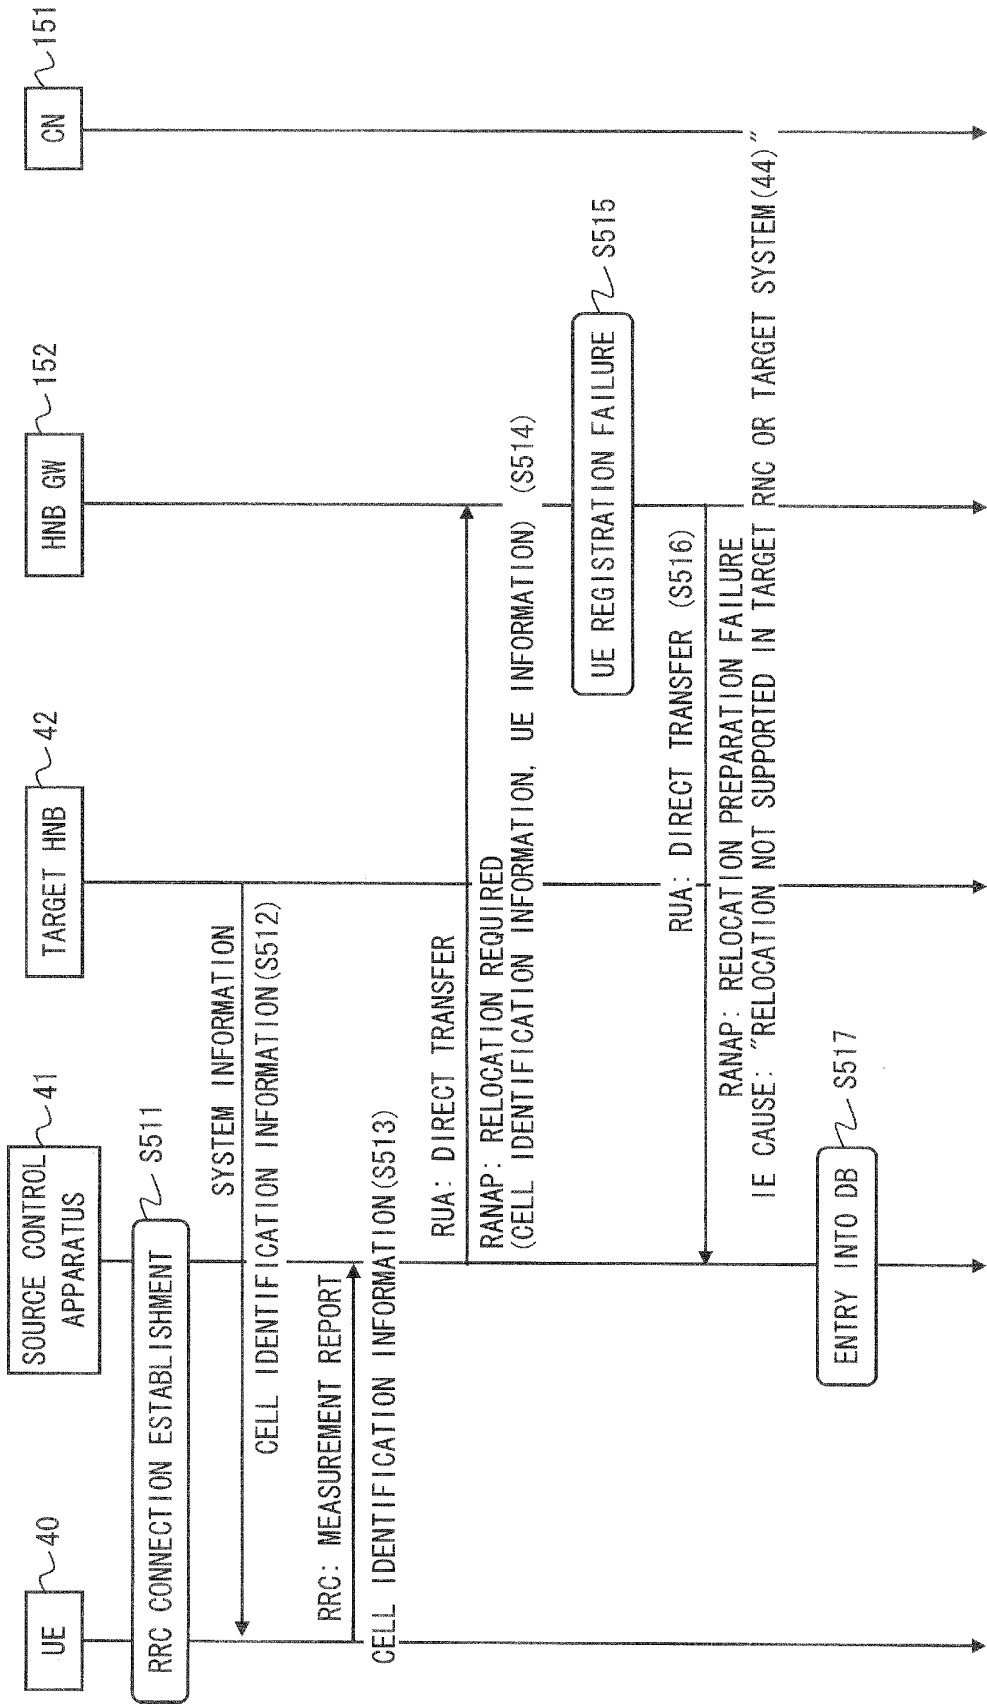 UE
40
SOURCE CONTROL
APPARATUS
41
TARGET HNB
42
HNB GW
152
CN
151
RRC CONNECTION ESTABLISHMENT
S511
SYSTEM INFORMATION
CELL IDENTIFICATION INFORMATION(S512)
RRC: MEASUREMENT REPORT
CELL IDENTIFICATION INFORMATION(S513)
RUA: DIRECT TRANSFER
RANAP: RELOCATION REQUIRED
(CELL IDENTIFICATION INFORMATION, UE INFORMATION) (S514)
UE REGISTRATION FAILURE
S515
RUA: DIRECT TRANSFER (S516)
RANAP: RELOCATION PREPARATION FAILURE
IE CAUSE: "RELOCATION NOT SUPPORTED IN TARGET RNC OR TARGET SYSTEM(44)"
ENTRY INTO DB
S517